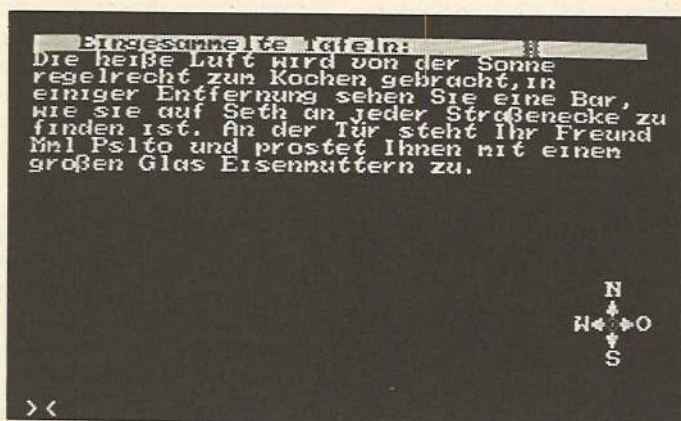 Eingesammelte Tafeln:
Die heiße Luft wird von der Sonne
regelrecht zum Kochen gebracht,in
einiger Entfernung sehen Sie eine Bar,
wie sie auf Seth an jeder Straßenecke zu
finden ist. An der Tür steht Ihr Freund
Mml Pslto und prostet Ihnen mit einem
großen Glas Eisenmuttern zu.
N
W O
S
> <